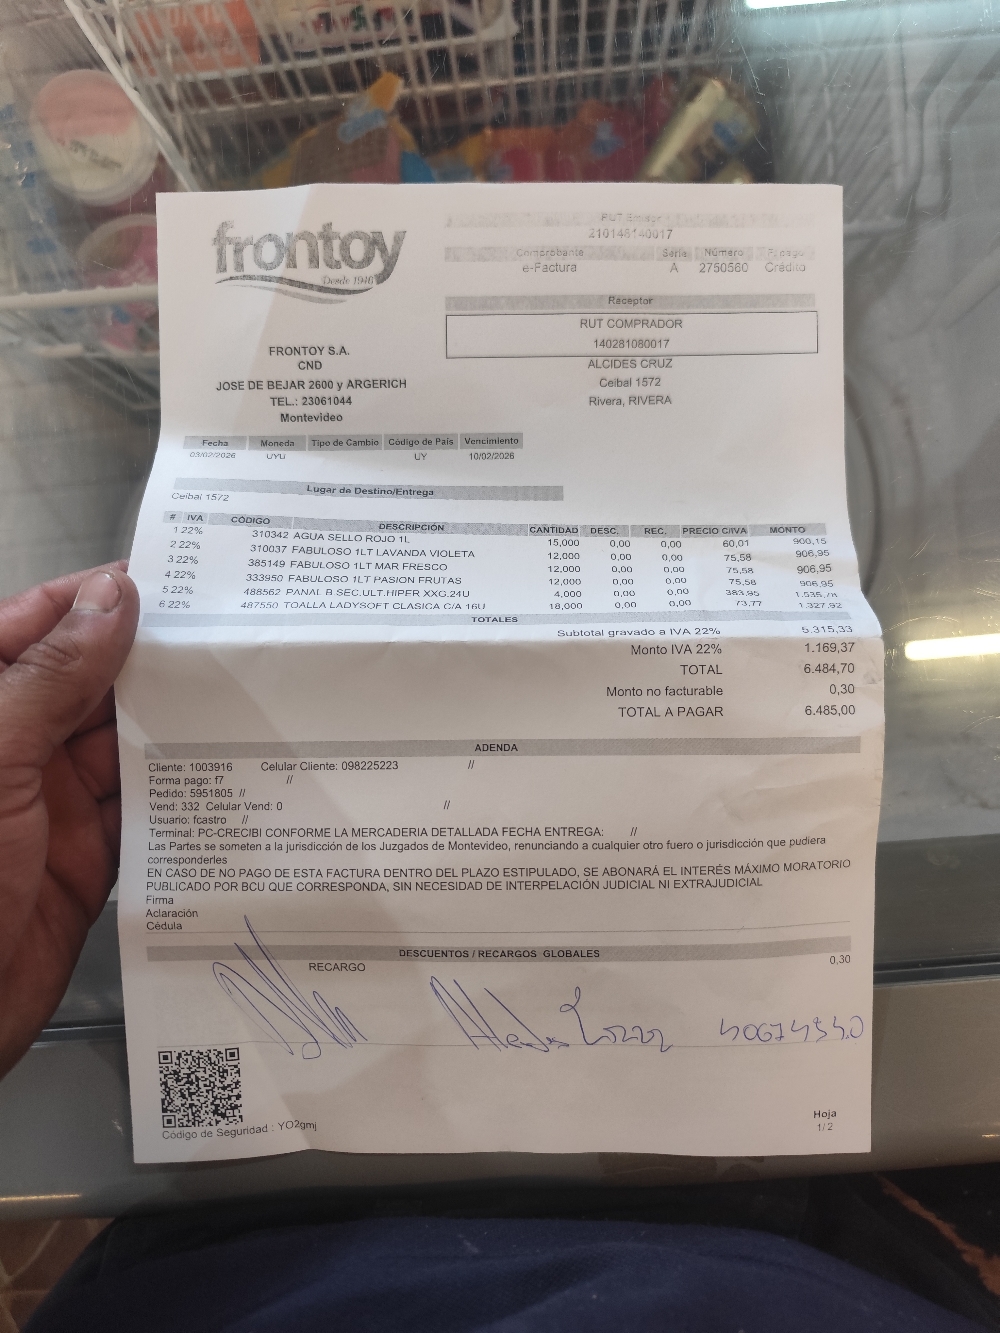 frontoy
Desde 1946
RUT Emisor
210146140017
Comprobante Serie Número F. pago
e-Factura A 2750560 Crédito
Receptor
RUT COMPRADOR
140281080017
ALCIDES CRUZ
Ceibal 1572
Rivera, RIVERA
FRONTOY S.A.
CND
JOSE DE BEJAR 2600 y ARGERICH
TEL.: 23061044
Montevideo
Fecha Moneda Tipo de Cambio Código de País Vencimiento
03/02/2026 UYU UY 10/02/2026
Lugar de Destino/Entrega
Ceibal 1572
# IVA CÓDIGO DESCRIPCIÓN CANTIDAD DESC. REC. PRECIO C/IVA MONTO
1 22% 310342 AGUA SELLO ROJO 1L 15,000 0,00 0,00 60,01 900,15
2 22% 310037 FABULOSO 1LT LAVANDA VIOLETA 12,000 0,00 0,00 75,58 906,95
3 22% 385149 FABULOSO 1LT MAR FRESCO 12,000 0,00 0,00 75,58 906,95
4 22% 333950 FABULOSO 1LT PASION FRUTAS 12,000 0,00 0,00 75,58 906,95
5 22% 488562 PANAL B SEC.ULT.HIPER XXG.24U 4,000 0,00 0,00 383,95
6 22% 487550 TOALLA LADYSOFT CLASICA C/A 16U 18,000 0,00 0,00 73,77 1.327,92
TOTALES
Subtotal gravado a IVA 22% 5.315,33
Monto IVA 22% 1.169,37
TOTAL 6.484,70
Monto no facturable 0,30
TOTAL A PAGAR 6.485,00
ADENDA
Cliente: 1003916 Celular Cliente: 098225223 //
Forma pago: f7 //
Pedido: 5951805 //
Vend: 332 Celular Vend: 0 //
Usuario: fcastro //
Terminal: PC-CRECIBI CONFORME LA MERCADERIA DETALLADA FECHA ENTREGA: //
Las Partes se someten a la jurisdicción de los Juzgados de Montevideo, renunciando a cualquier otro fuero o jurisdicción que pudiera
corresponderles
EN CASO DE NO PAGO DE ESTA FACTURA DENTRO DEL PLAZO ESTIPULADO, SE ABONARÁ EL INTERÉS MÁXIMO MORATORIO
PUBLICADO POR BCU QUE CORRESPONDA, SIN NECESIDAD DE INTERPELACIÓN JUDICIAL NI EXTRAJUDICIAL
Firma
Aclaración
Cédula
DESCUENTOS / RECARGOS GLOBALES
RECARGO 0,30
Código de Seguridad : YO2gmj
Hoja
1/2